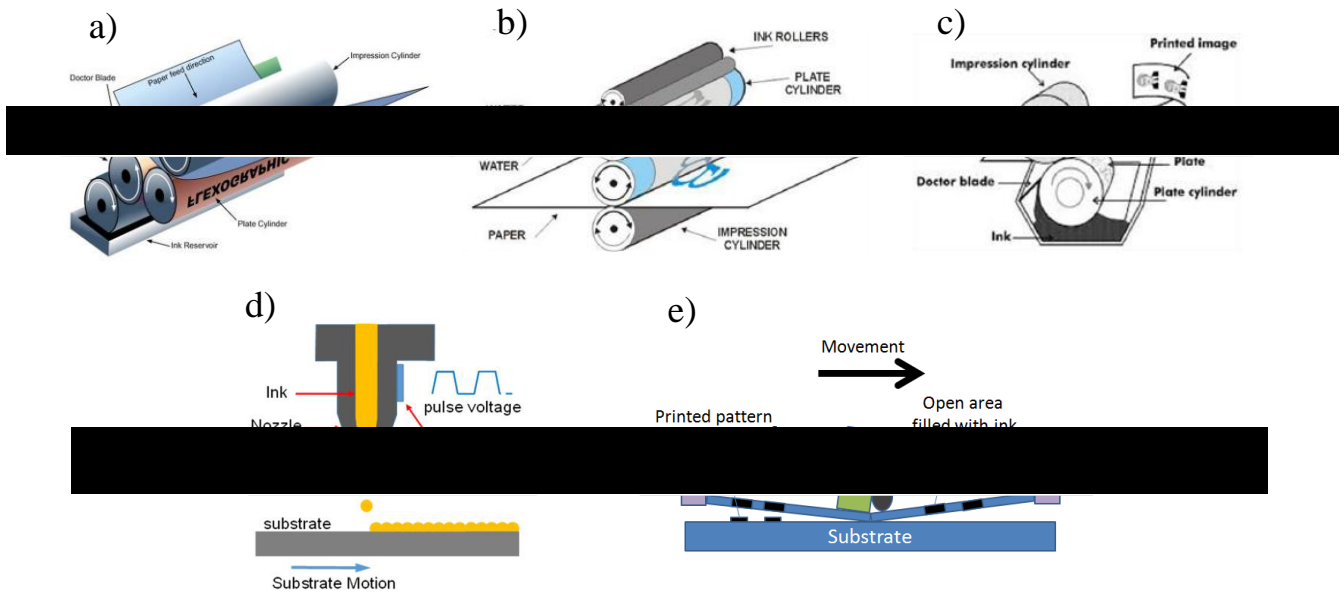 a)
Doctor Blade
Paper feed direction
Impression Cylinder
FLEXOGRAPHIC
Plate Cylinder
Ink Reservoir
b)
INK ROLLERS
PLATE
CYLINDER
WATER
PAPER
IMPRESSION
CYLINDER
c)
Printed image
Impression cylinder
Plate
Doctor blade
Plate cylinder
Ink
d)
Ink
pulse voltage
Nozzle
substrate
Substrate Motion
e)
Movement
Printed pattern
Open area
filled with ink
Substrate